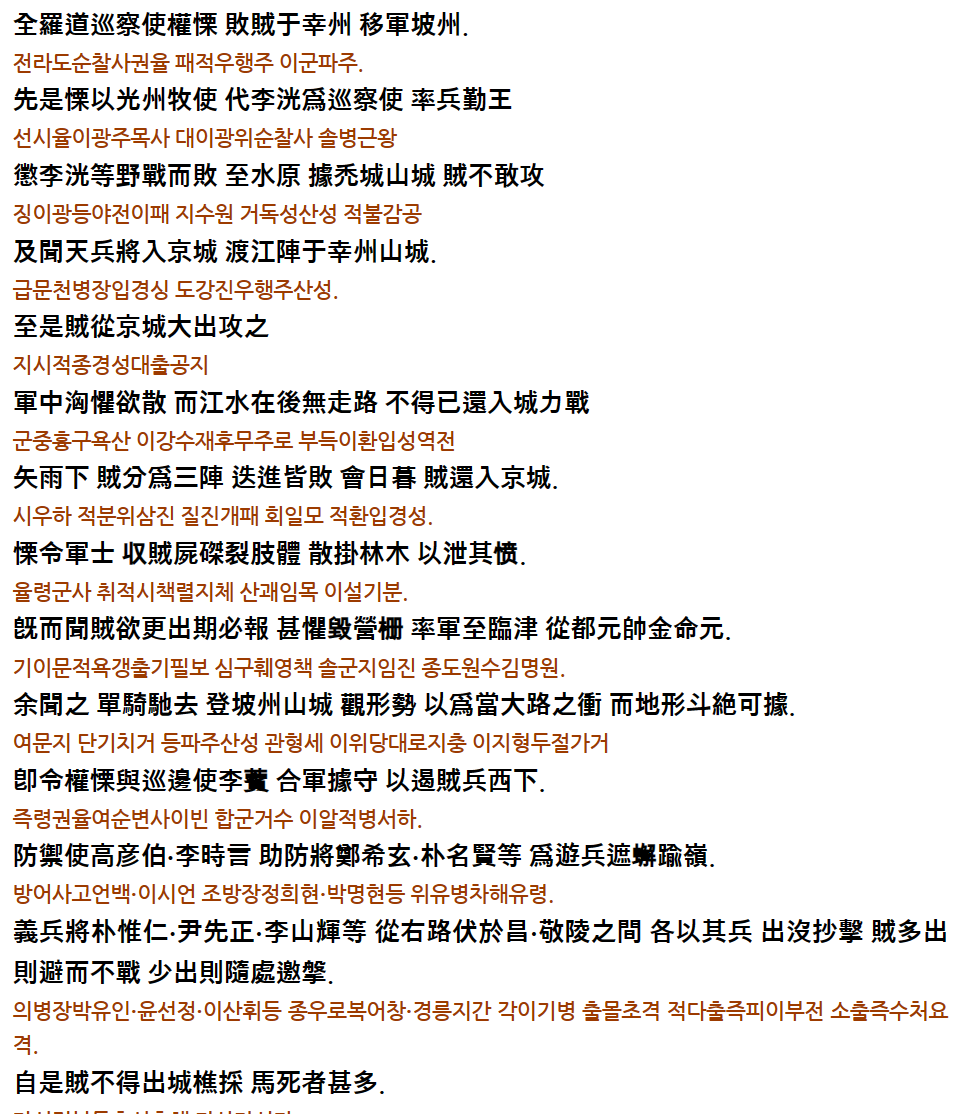 全羅道巡察使權慄 敗賊于幸州 移軍坡州.
전라도순찰사권율 패적우행주 이군파주.
先是慄以光州牧使 代李洸爲巡察使 率兵勤王
선시율이광주목사 대이광위순찰사 솔병근왕
懲李洸等野戰而敗 至水原 據禿城山城 賊不敢攻
징이광등야전이패 지수원 거독성산성 적불감공
及聞天兵將入京城 渡江陣于幸州山城.
급문천병장입경싱 도강진우행주산성.
至是賊從京城大出攻之
지시적종경성대출공지
軍中洶懼欲散 而江水在後無走路 不得已還入城力戰
군중흉구욕산 이강수재후무주로 부득이환입성역전
矢雨下 賊分爲三陣 迭進皆敗 會日暮 賊還入京城.
시우하 적분위삼진 질진개패 회일모 적환입경성.
慄令軍士 収賊屍磔裂肢體 散掛林木 以泄其憤.
율령군사 취적시책렬지체 산괘임목 이설기분.
旣而聞賊欲更出期必報 甚懼毁營柵 率軍至臨津 從都元帥金命元.
기이문적욕갱출기필보 심구훼영책 솔군지임진 종도원수김명원.
余聞之 單騎馳去 登坡州山城 觀形勢 以爲當大路之衝 而地形斗絶可據.
여문지 단기치거 등파주산성 관형세 이위당대로지충 이지형두절가거
卽令權慄與巡邊使李薲 合軍據守 以遏賊兵西下.
즉령권율여순변사이빈 합군거수 이알적병서하.
防禦使高彦伯·李時言 助防將鄭希玄·朴名賢等 爲遊兵遮蠏踰嶺.
방어사고언백·이시언 조방장정희현·박명현등 위유병차해유령.
義兵將朴惟仁·尹先正·李山輝等 從右路伏於昌·敬陵之間 各以其兵 出沒抄擊 賊多出
則避而不戰 少出則隨處邀擊.
의병장박유인·윤선정·이산휘등 종우로복어창·경릉지간 각이기병 출몰초격 적다출즉피이부전 소출즉수처요
격.
自是賊不得出城樵採 馬死者甚多.